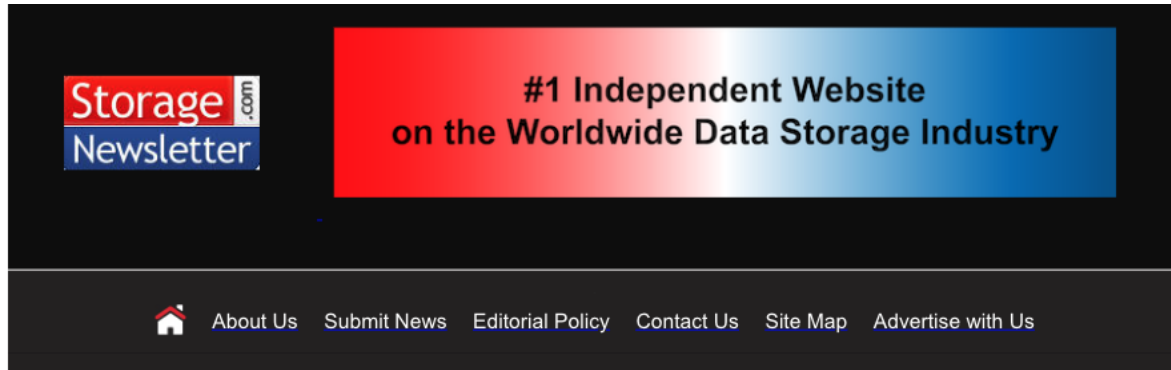 Storage .com
Newsletter
#1 Independent Website
on the Worldwide Data Storage Industry
About Us Submit News Editorial Policy Contact Us Site Map Advertise with Us